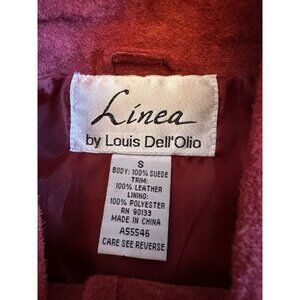 Linea
by Louis Dell'Olio
S
BODY: 100% SUEDE
TRIM:
100% LEATHER
LINING:
100% POLYESTER
RN 90133
MADE IN CHINA
A55546
CARE SEE REVERSE